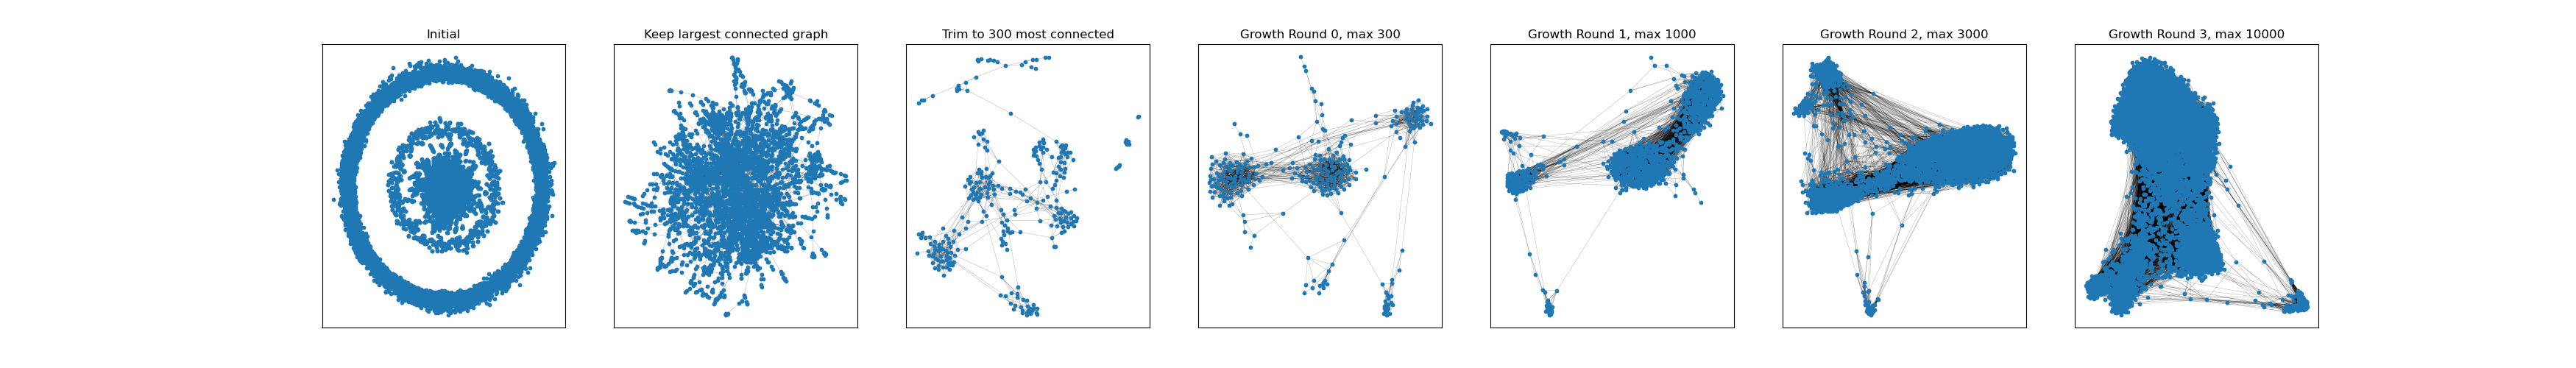 Initial
Keep largest connected graph
Trim to 300 most connected
Growth Round 0, max 300
Growth Round 1, max 1000
Growth Round 2, max 3000
Growth Round 3, max 10000